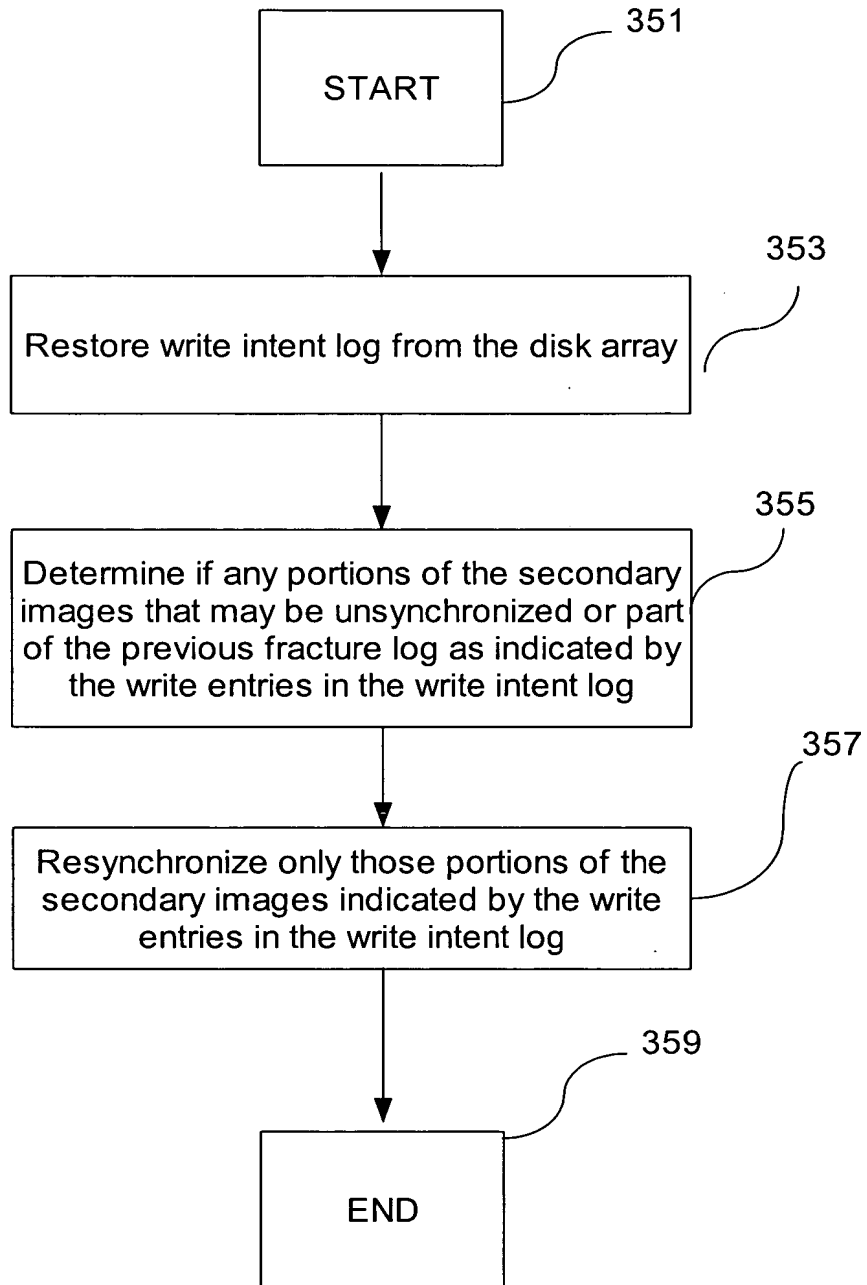 351
START
353
Restore write intent log from the disk array
355
Determine if any portions of the secondary
images that may be unsynchronized or part
of the previous fracture log as indicated by
the write entries in the write intent log
357
Resynchronize only those portions of the
secondary images indicated by the write
entries in the write intent log
359
END